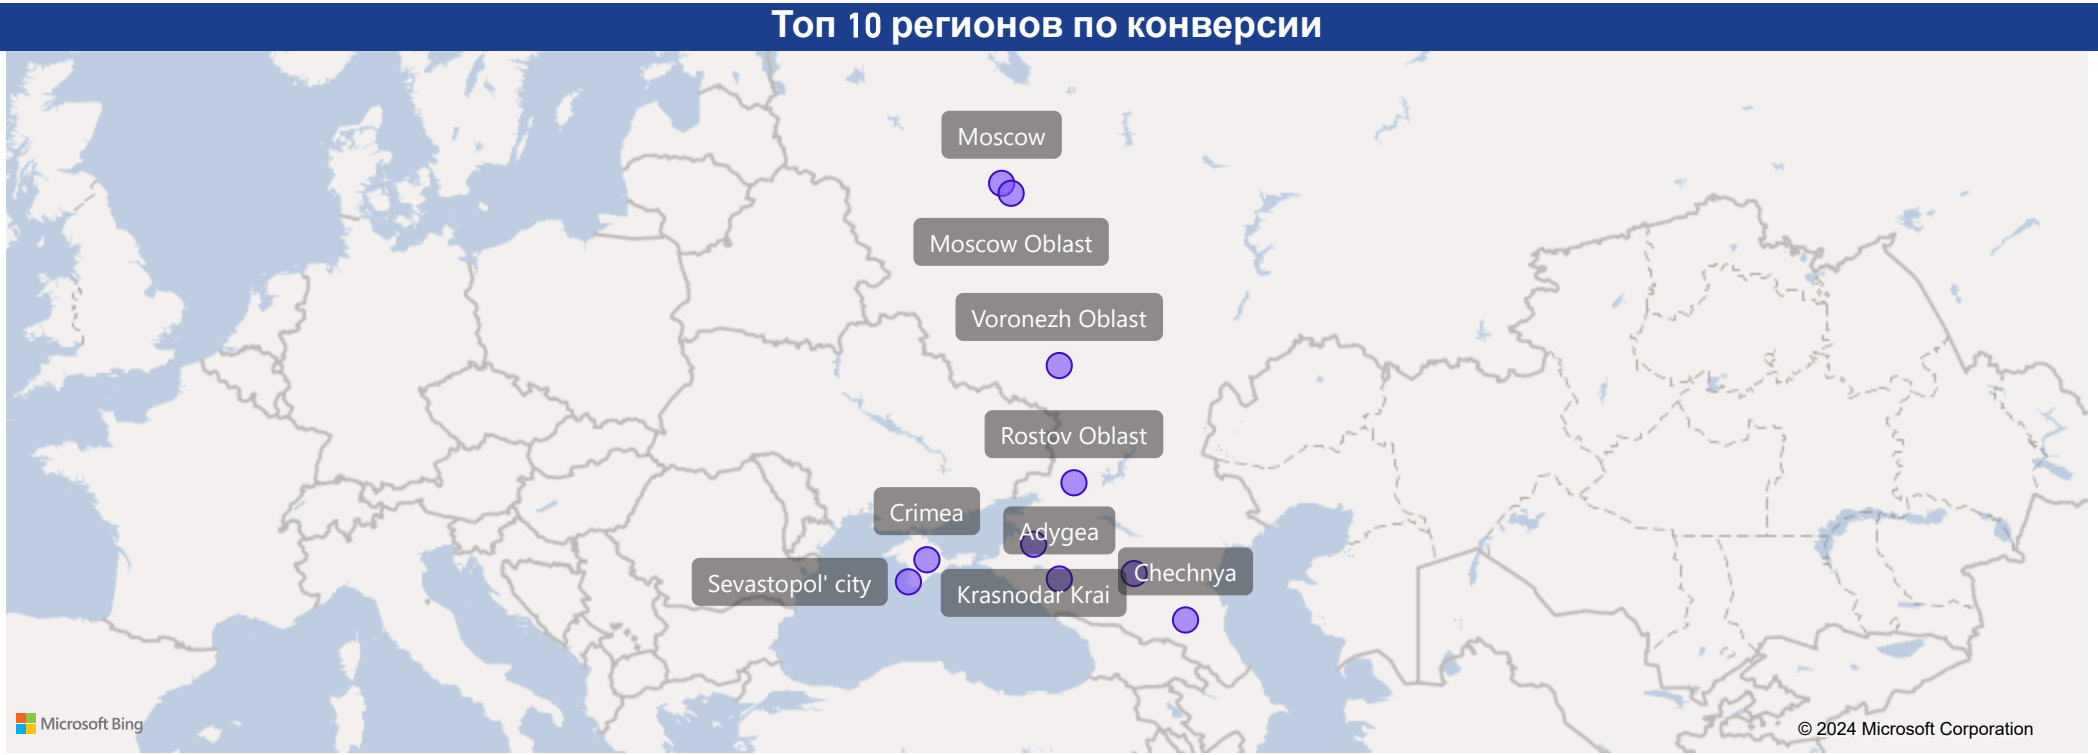 Топ 10 регионов по конверсии
Moscow
Moscow Oblast
Voronezh Oblast
Rostov Oblast
Crimea
Adygea
Chechnya
Sevastopol' city
Krasnodar Krai
Microsoft Bing
© 2024 Microsoft Corporation